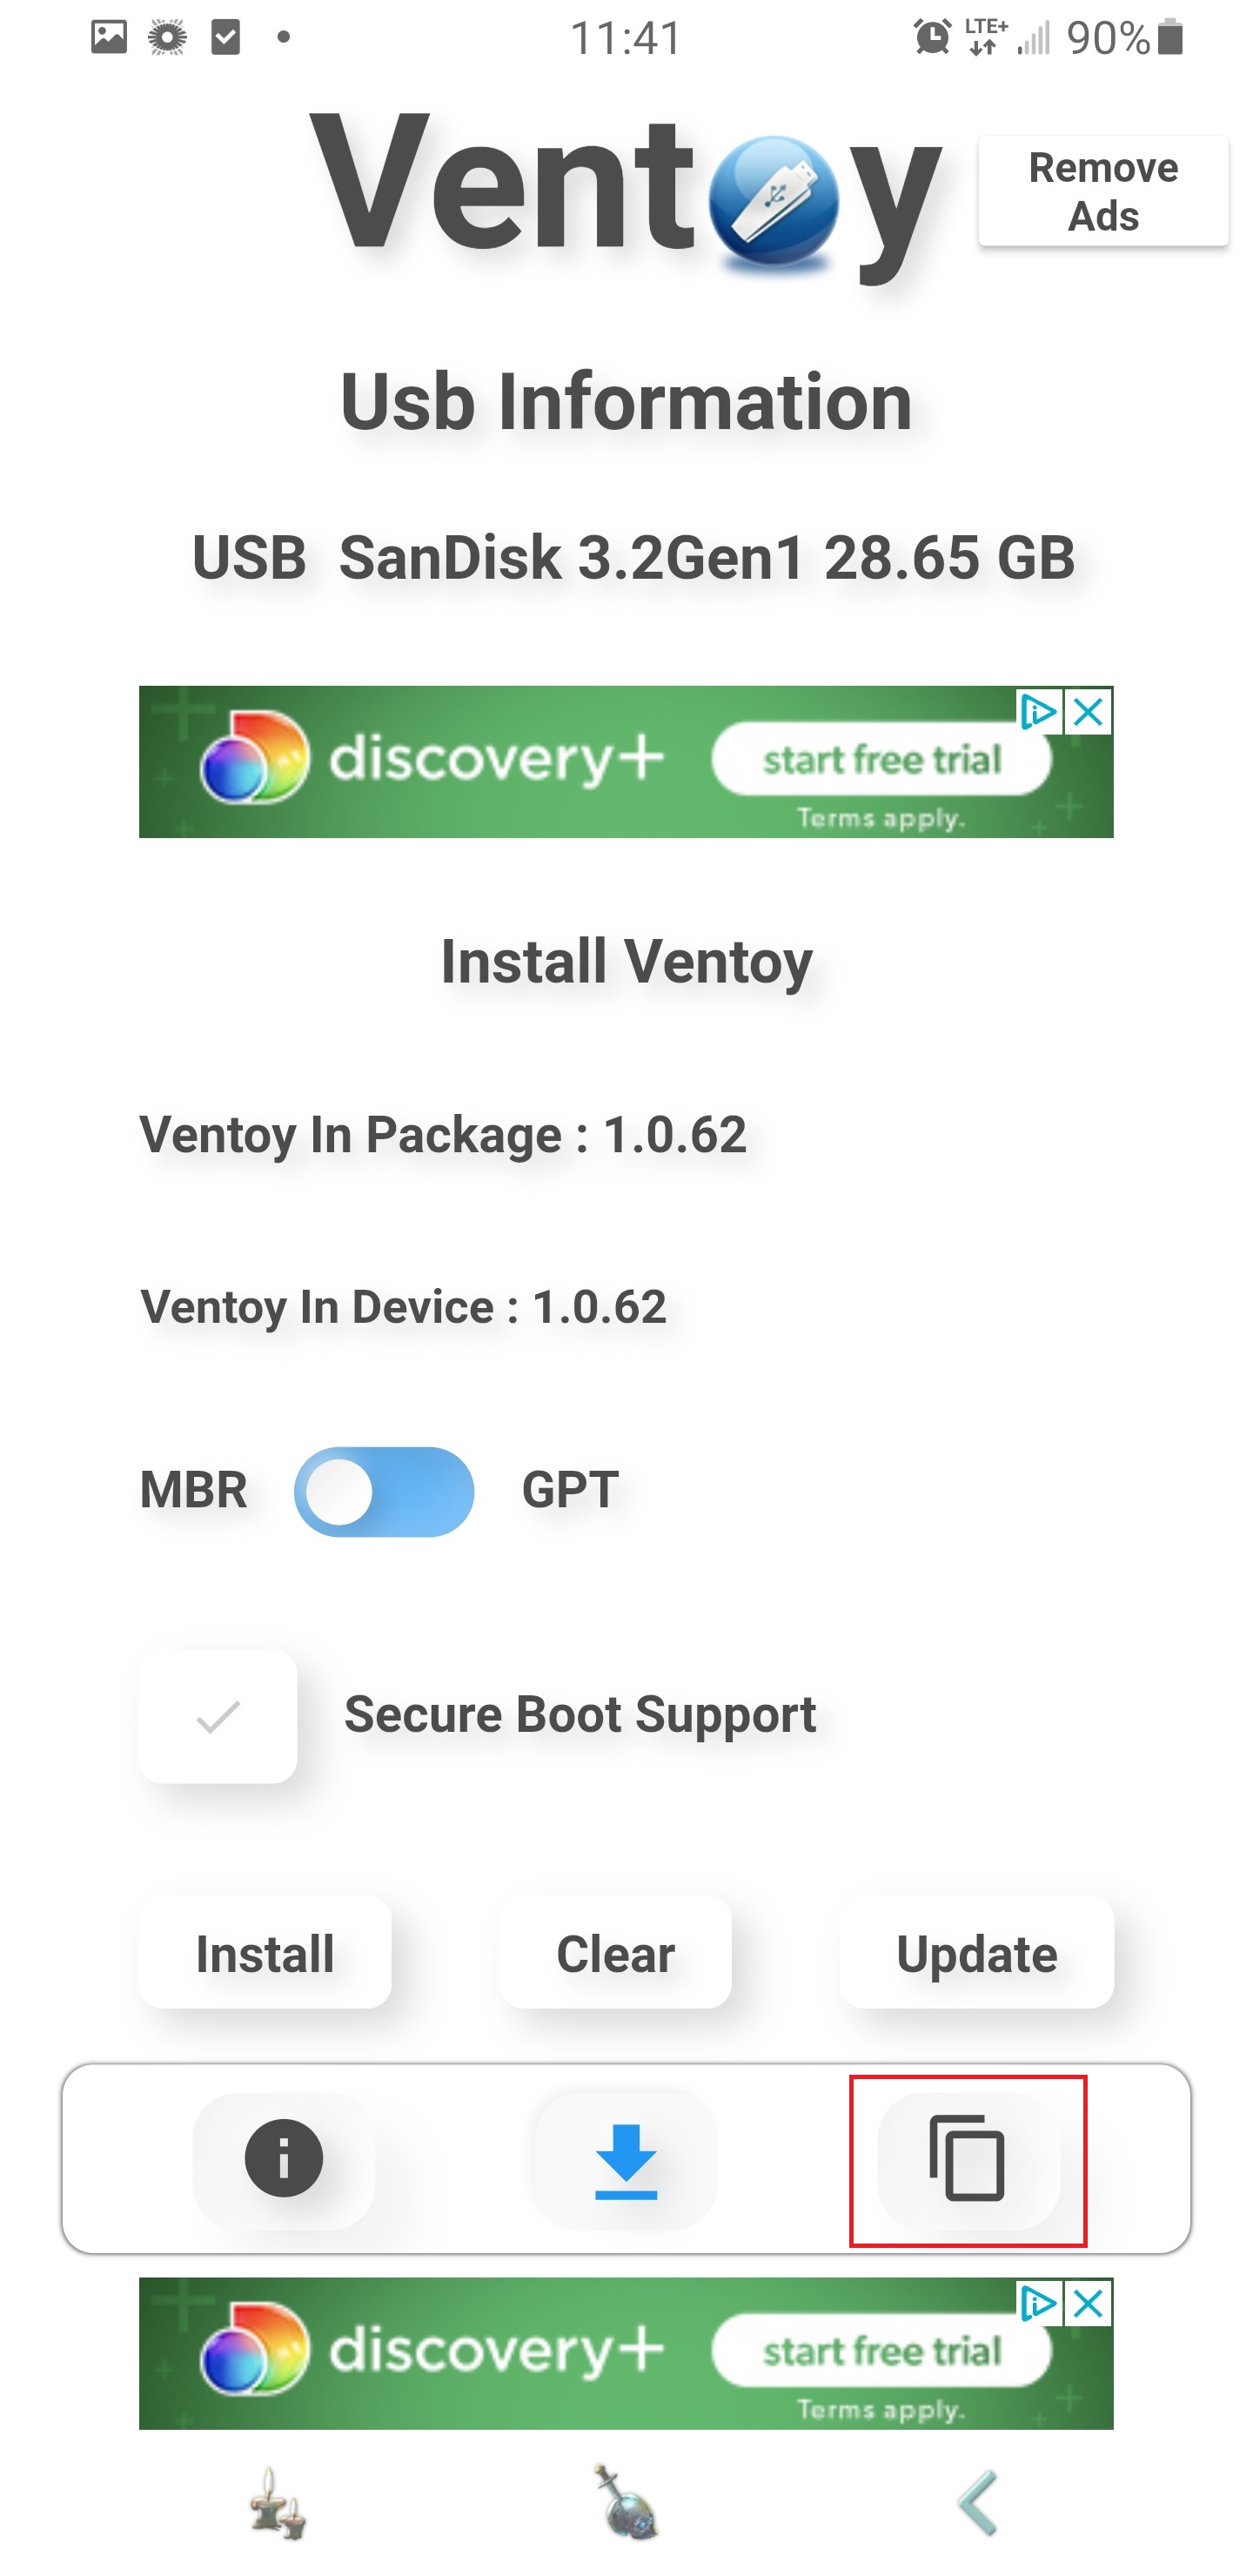 11:41
LTE+
90%
Ventoy
Remove
Ads
Usb Information
USB SanDisk 3.2Gen1 28.65 GB
discovery+
start free trial
Terms apply.
Install Ventoy
Ventoy In Package : 1.0.62
Ventoy In Device : 1.0.62
MBR GPT
Secure Boot Support
Install Clear Update
discovery+
start free trial
Terms apply.